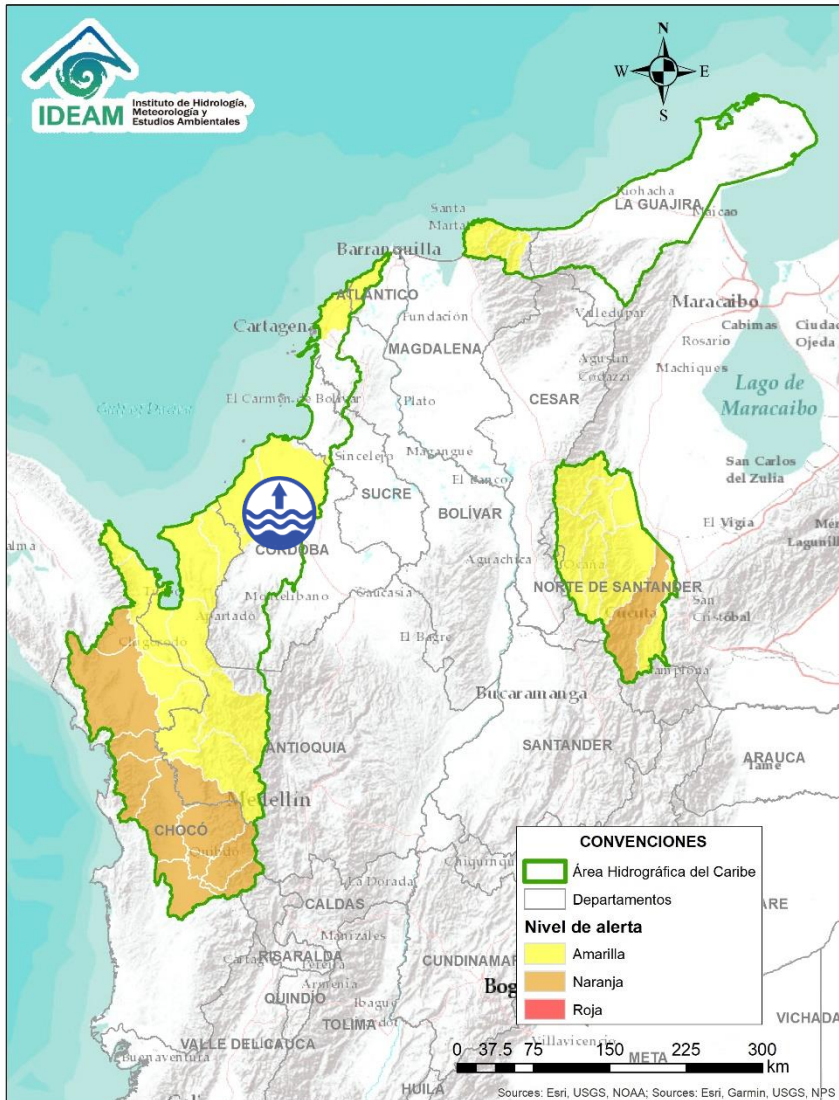 IDEAM
Instituto de Hidrología,
Meteorología y
Estudios Ambientales
N
W
E
S
Riohacha
LA GUAJIRA
Maicao
Santa
Marta
Barranquilla
ATLÁNTICO
Maracaibo
Cartagena
Fundación
Valledupar
Cabimas
Ciudad
Ojeda
Rosario
MAGDALENA
Machiques
Agustín
Codazzi
Lago de
Maracaibo
El Carmen de Bolívar
Plato
CESAR
Sincelejo
Magangué
San Carlos
del Zulia
El Banco
SUCRE
BOLÍVAR
El Vigía
CÓRDOBA
Aguachica
Ocaña
NORTE DE SANTANDER
Montelíbano
Caucasia
Apartadó
San
Cristóbal
Cúcuta
El Bagre
Pamplona
Bucaramanga
ANTIOQUIA
SANTANDER
ARAUCA
Tame
Medellín
CHOCÓ
Quibdó
La Dorada
CALDAS
Manizales
RISARALDA
Pereira
Armenia
QUINDÍO
Ibagué
TOLIMA
VALLE DEL CAUCA
Buenaventura
Villavicencio
META
VICHADA
HUILA
CONVENCIONES
Área Hidrográfica del Caribe
Departamentos
Nivel de alerta
Amarilla
Naranja
Roja
0 37.5 75 150 225 300
km
Sources: Esri, USGS, NOAA; Sources: Esri, Garmin, USGS, NPS